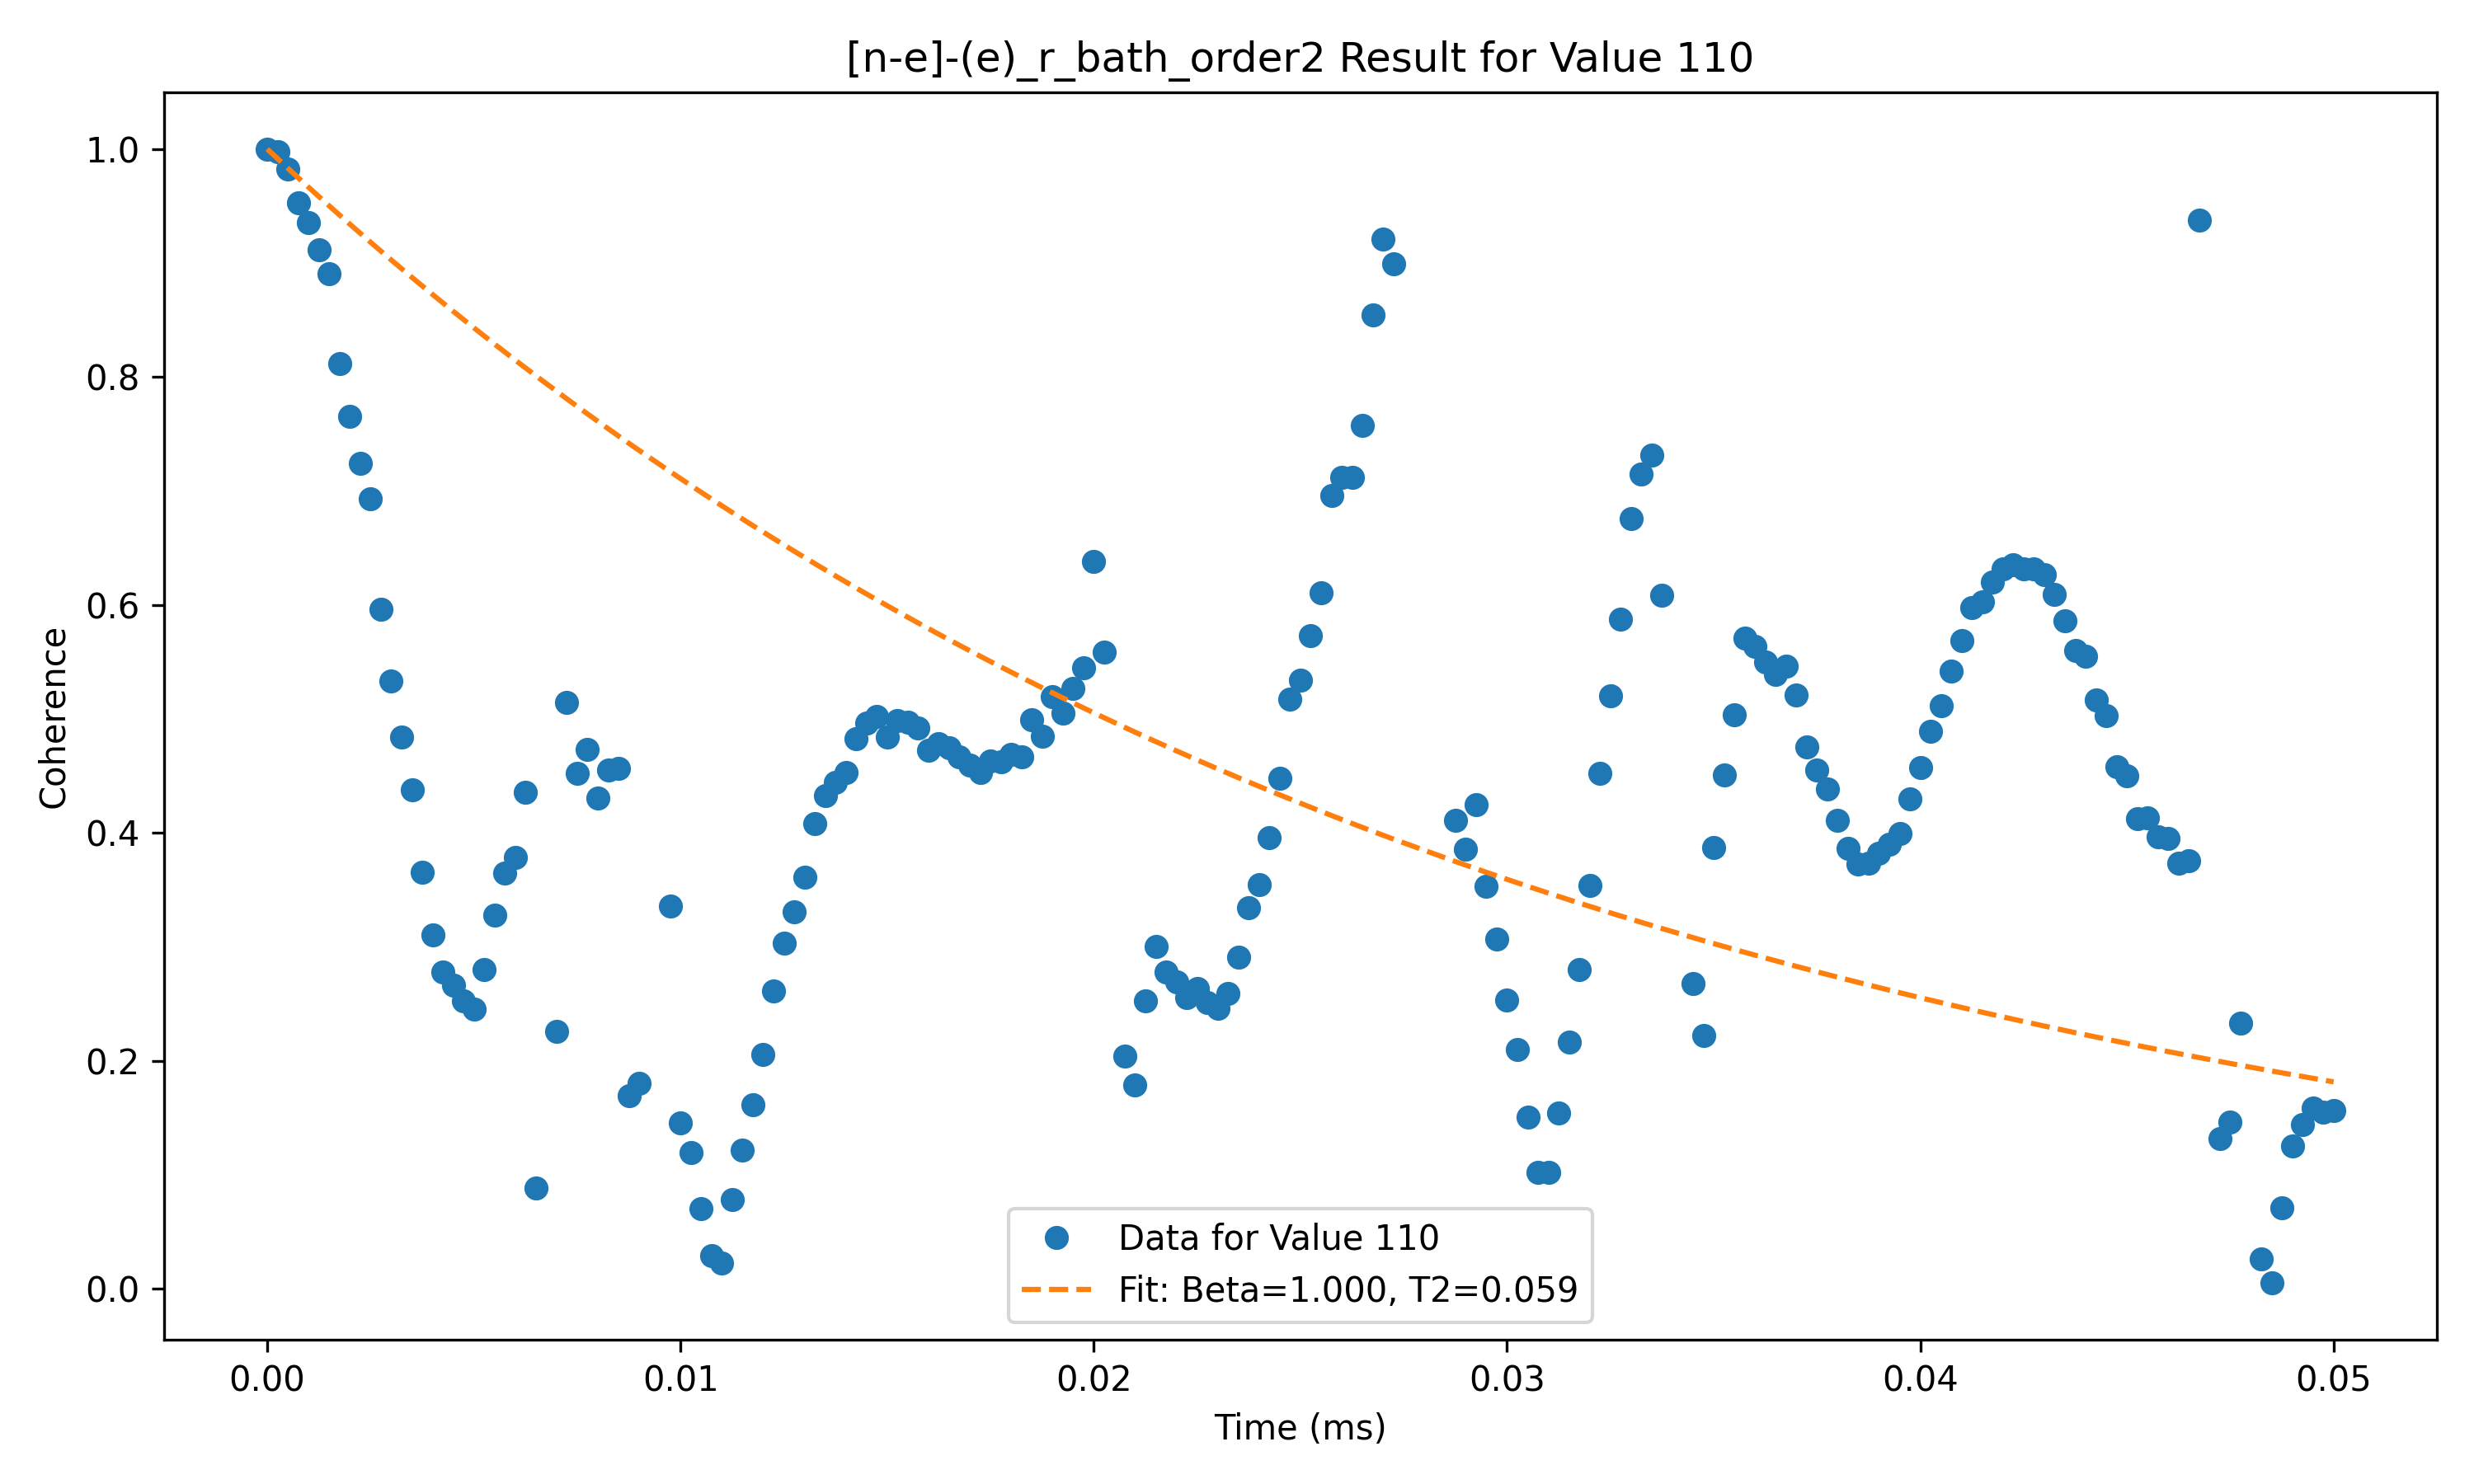 [n-e]-(e)_r_bath_order2 Result for Value 110
1.0
0.8
0.6
0.4
0.2
0.0
Coherence
Data for Value 110
Fit: Beta=1.000, T2=0.059
0.00 0.01 0.02 0.03 0.04 0.05
Time (ms)